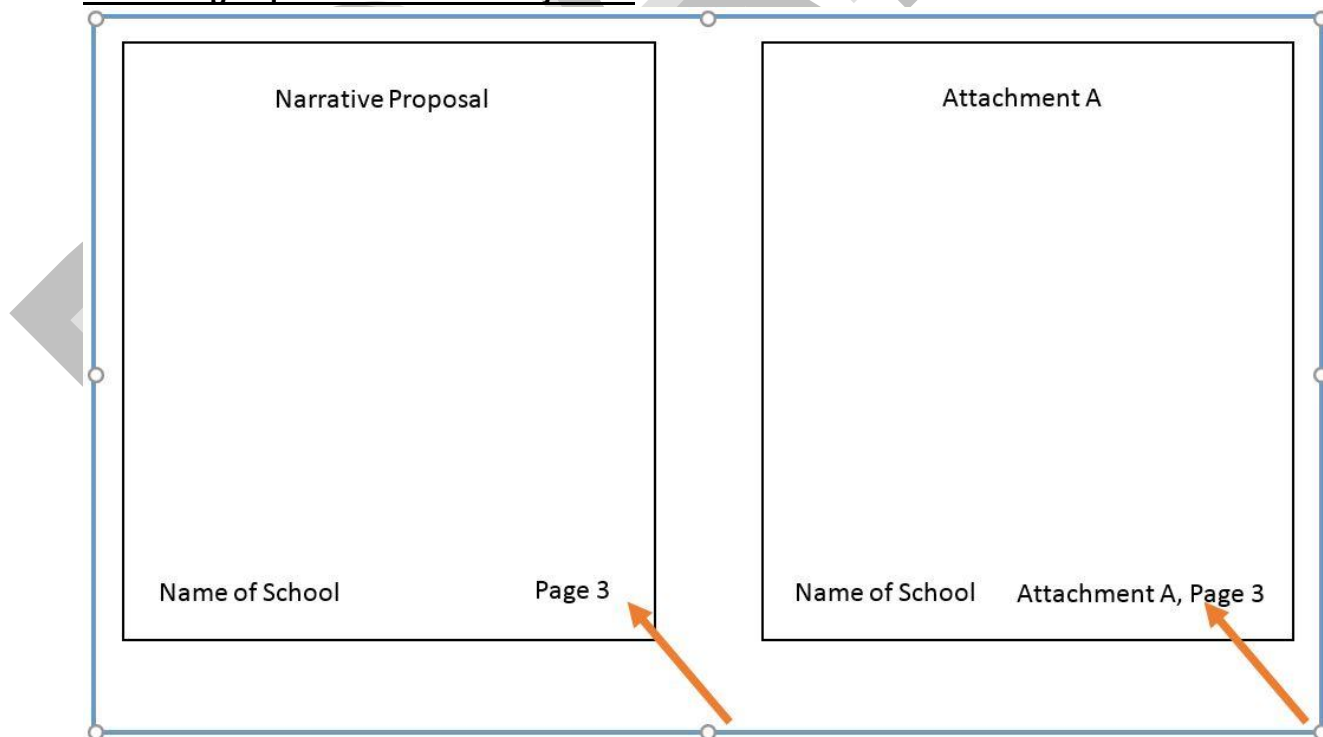 Narrative Proposal
Name of School
Page 3
Attachment A
Name of School
Attachment A, Page 3